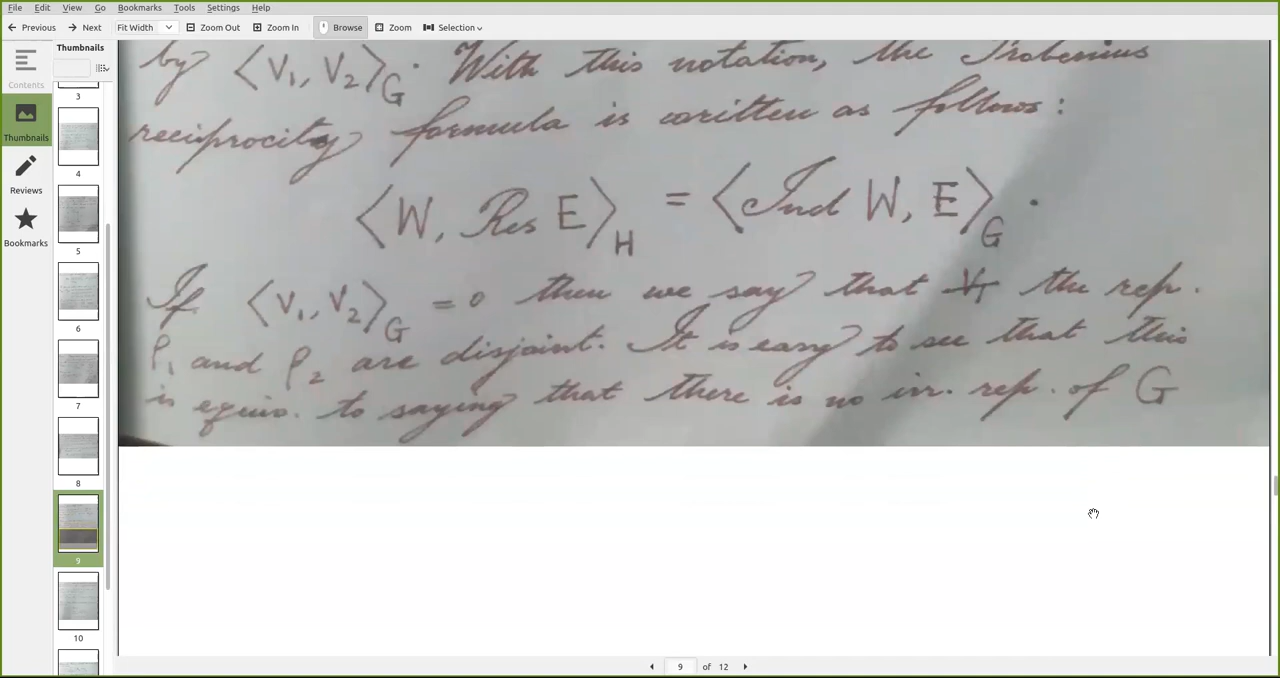 File Edit View Go Bookmarks Tools Settings Help
Previous Next Fit Width Zoom Out Zoom In Browse Zoom Selection
Thumbnails
Contents
Thumbnails
Reviews
Bookmarks
3
4
5
6
7
8
9
10
by ⟨V₁, V₂⟩_G. With this notation, the Frobenius
reciprocity formula is written as follows:
⟨W, Res E⟩_H = ⟨Ind W, E⟩_G .
If ⟨V₁, V₂⟩_G = 0 then we say that the rep.
ρ₁ and ρ₂ are disjoint. It is easy to see that this
is equiv. to saying that there is no irr. rep. of G
9 of 12